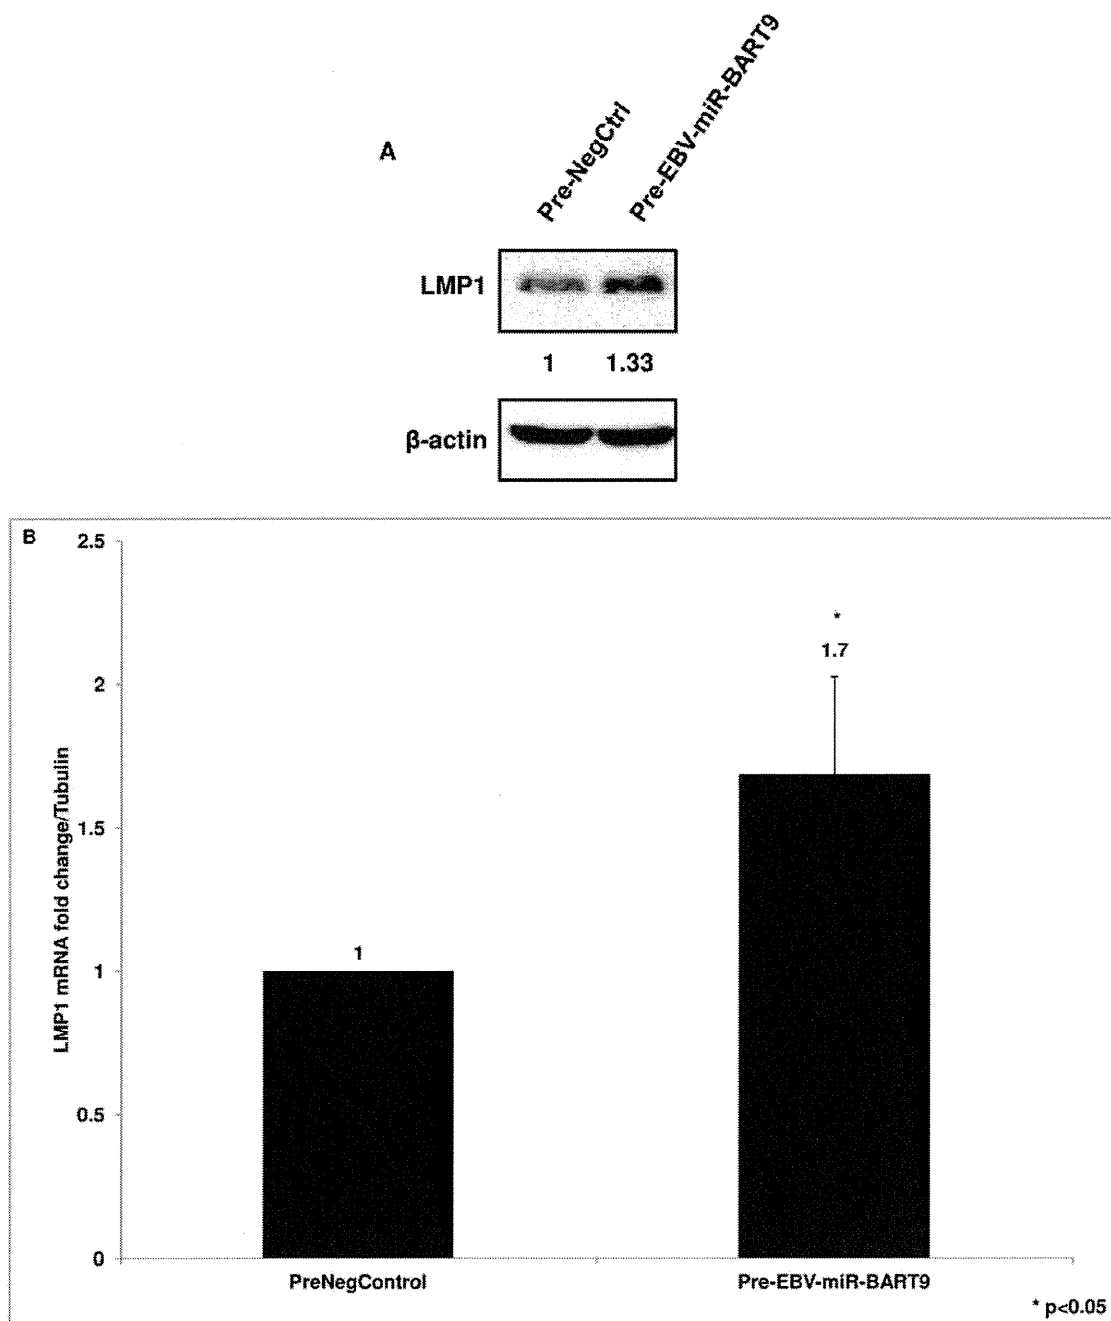 A
Pre-NegCtrl
Pre-EBV-miR-BART9
LMP1
1 1.33
β-actin
B
2.5
2
1.5
1
0.5
0
LMP1 mRNA fold change/Tubulin
1
*
1.7
PreNegControl
Pre-EBV-miR-BART9
* p<0.05